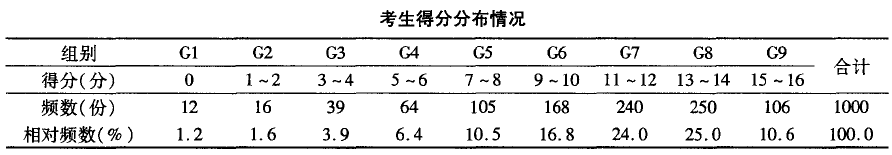 考生得分分布情况
组别 G1 G2 G3 G4 G5 G6 G7 G8 G9 合计
得分(分) 0 1~2 3~4 5~6 7~8 9~10 11~12 13~14 15~16
频数(份) 12 16 39 64 105 168 240 250 106 1000
相对频数(%) 1.2 1.6 3.9 6.4 10.5 16.8 24.0 25.0 10.6 100.0